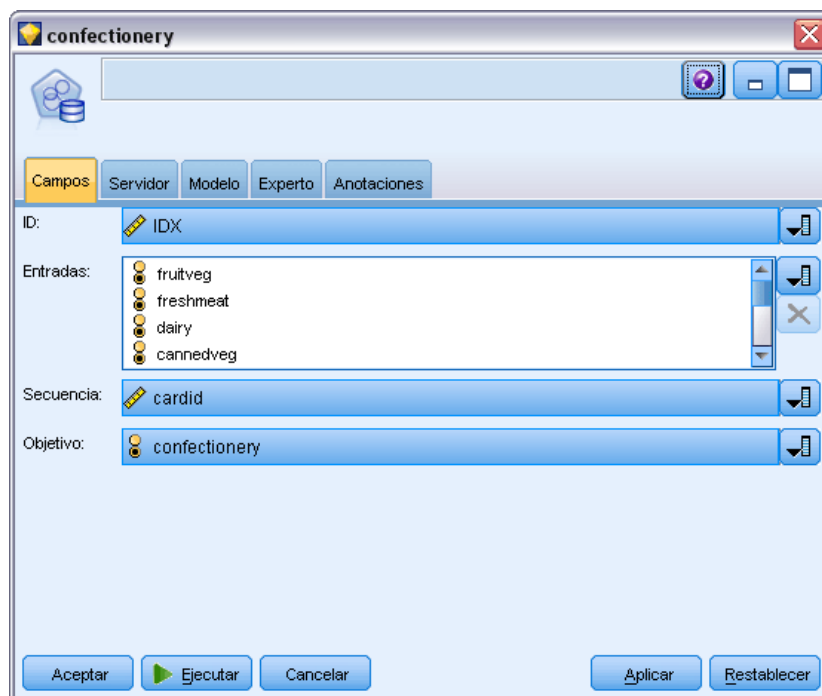 confectionery
Campos Servidor Modelo Experto Anotaciones
ID: IDX
Entradas: fruitveg
freshmeat
dairy
cannedveg
Secuencia: cardid
Objetivo: confectionery
Aceptar Ejecutar Cancelar Aplicar Restablecer